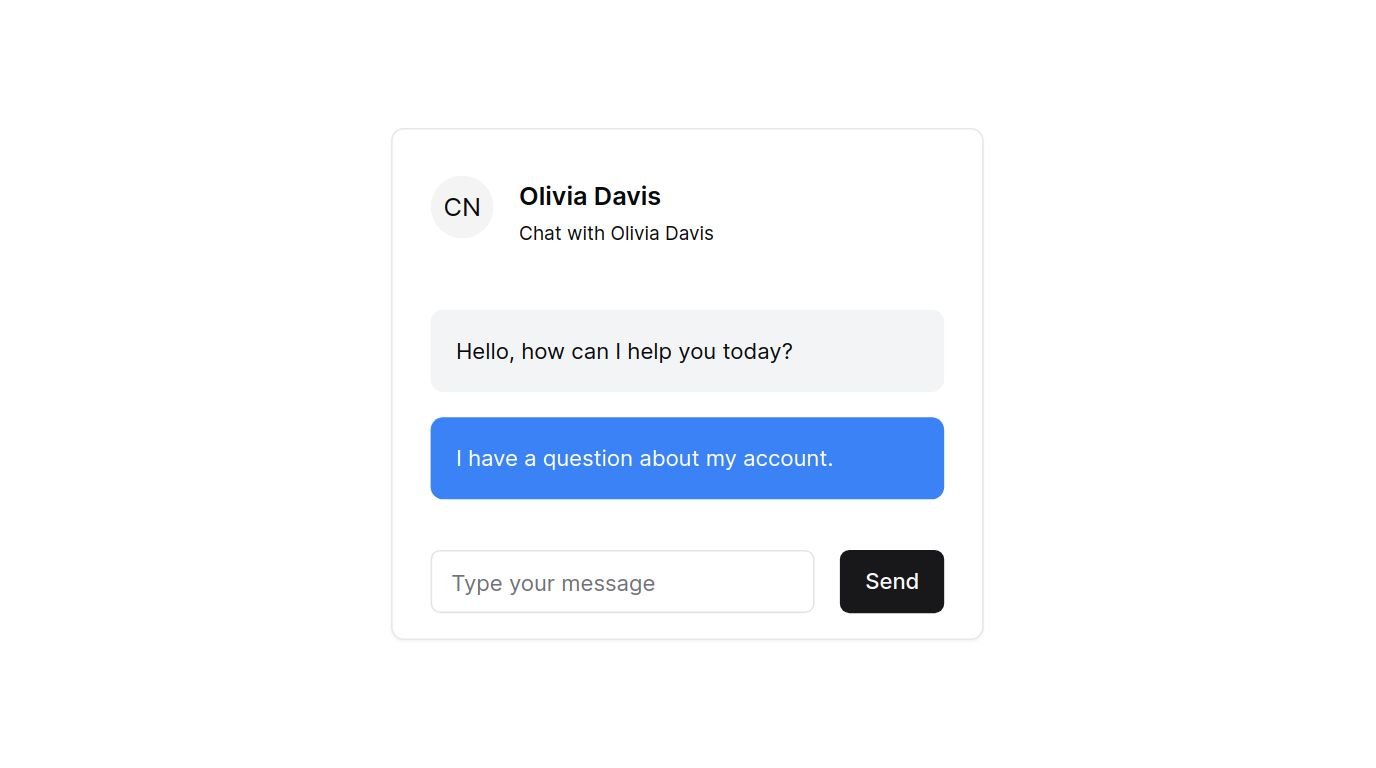 CN
Olivia Davis
Chat with Olivia Davis
Hello, how can I help you today?
I have a question about my account.
Type your message
Send